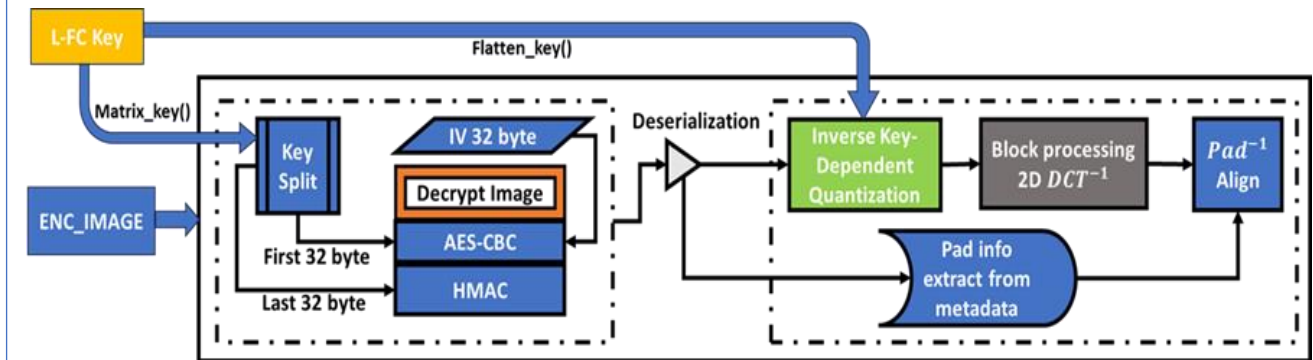 L-FC Key
Flatten_key()
Matrix_key()
ENC_IMAGE
Key
Split
IV 32 byte
Decrypt Image
AES-CBC
HMAC
First 32 byte
Last 32 byte
Deserialization
Inverse Key-
Dependent
Quantization
Block processing
2D DCT⁻¹
Pad⁻¹
Align
Pad info
extract from
metadata